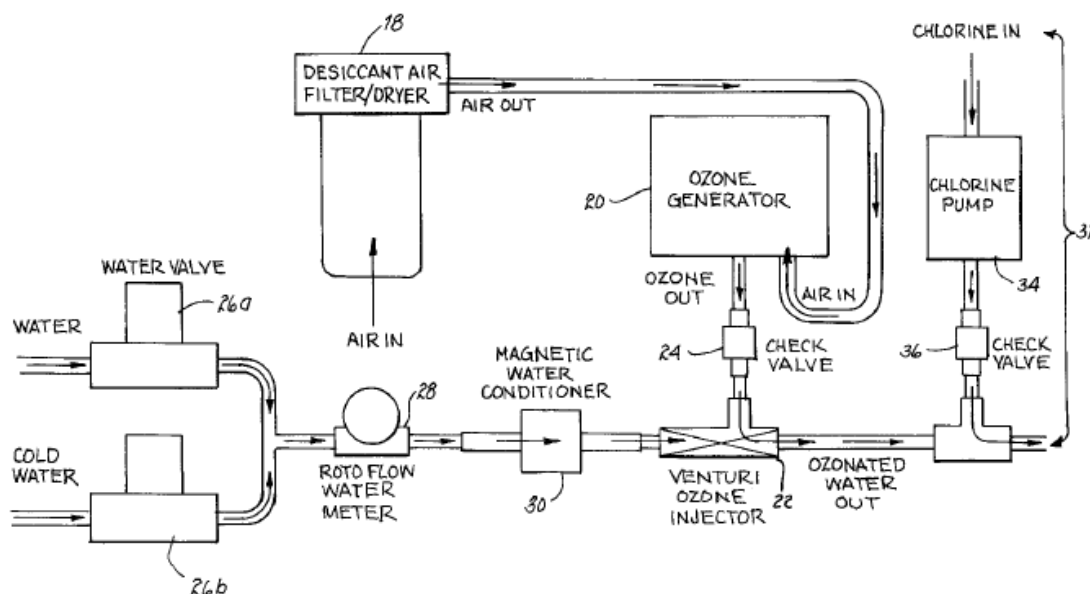 18
DESICCANT AIR
FILTER/DRYER
AIR OUT
CHLORINE IN
20
OZONE
GENERATOR
CHLORINE
PUMP
34
WATER VALVE
26a
OZONE
OUT
AIR IN
WATER
AIR IN
24
CHECK
VALVE
36
CHECK
VALVE
MAGNETIC
WATER
CONDITIONER
28
COLD
WATER
ROTO FLOW
WATER
METER
30
VENTURI
OZONE
INJECTOR
22
OZONATED
WATER
OUT
26b